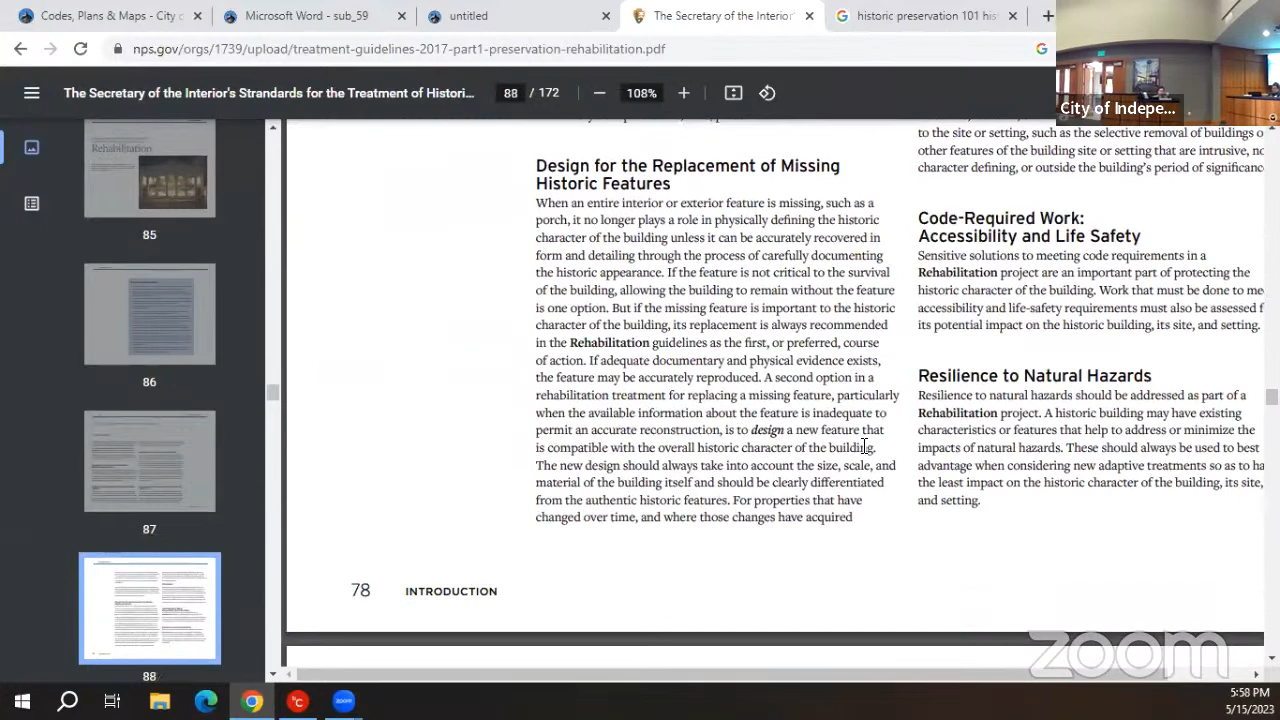 Codes, Plans & Maps - City c
Microsoft Word - sub_59
untitled
The Secretary of the Interior'
historic preservation 101 his
nps.gov/orgs/1739/upload/treatment-guidelines-2017-part1-preservation-rehabilitation.pdf
City of Indepe...
The Secretary of the Interior's Standards for the Treatment of Histori...
88 / 172
108%
Rehabilitation
85
86
87
88
Design for the Replacement of Missing
Historic Features
When an entire interior or exterior feature is missing, such as a
porch, it no longer plays a role in physically defining the historic
character of the building unless it can be accurately recovered in
form and detailing through the process of carefully documenting
the historic appearance. If the feature is not critical to the survival
of the building, allowing the building to remain without the feature
is one option. But if the missing feature is important to the historic
character of the building, its replacement is always recommended
in the Rehabilitation guidelines as the first, or preferred, course
of action. If adequate documentary and physical evidence exists,
the feature may be accurately reproduced. A second option in a
rehabilitation treatment for replacing a missing feature, particularly
when the available information about the feature is inadequate to
permit an accurate reconstruction, is to design a new feature that
is compatible with the overall historic character of the building.
The new design should always take into account the size, scale, and
material of the building itself and should be clearly differentiated
from the authentic historic features. For properties that have
changed over time, and where those changes have acquired
to the site or setting, such as the selective removal of buildings o
other features of the building site or setting that are intrusive, no
character defining, or outside the building's period of significance
Code-Required Work:
Accessibility and Life Safety
Sensitive solutions to meeting code requirements in a
Rehabilitation project are an important part of protecting the
historic character of the building. Work that must be done to me
accessibility and life-safety requirements must also be assessed f
its potential impact on the historic building, its site, and setting.
Resilience to Natural Hazards
Resilience to natural hazards should be addressed as part of a
Rehabilitation project. A historic building may have existing
characteristics or features that help to address or minimize the
impacts of natural hazards. These should always be used to best
advantage when considering new adaptive treatments so as to ha
the least impact on the historic character of the building, its site,
and setting.
78 INTRODUCTION
zoom
zoom
5:58 PM
5/15/2023